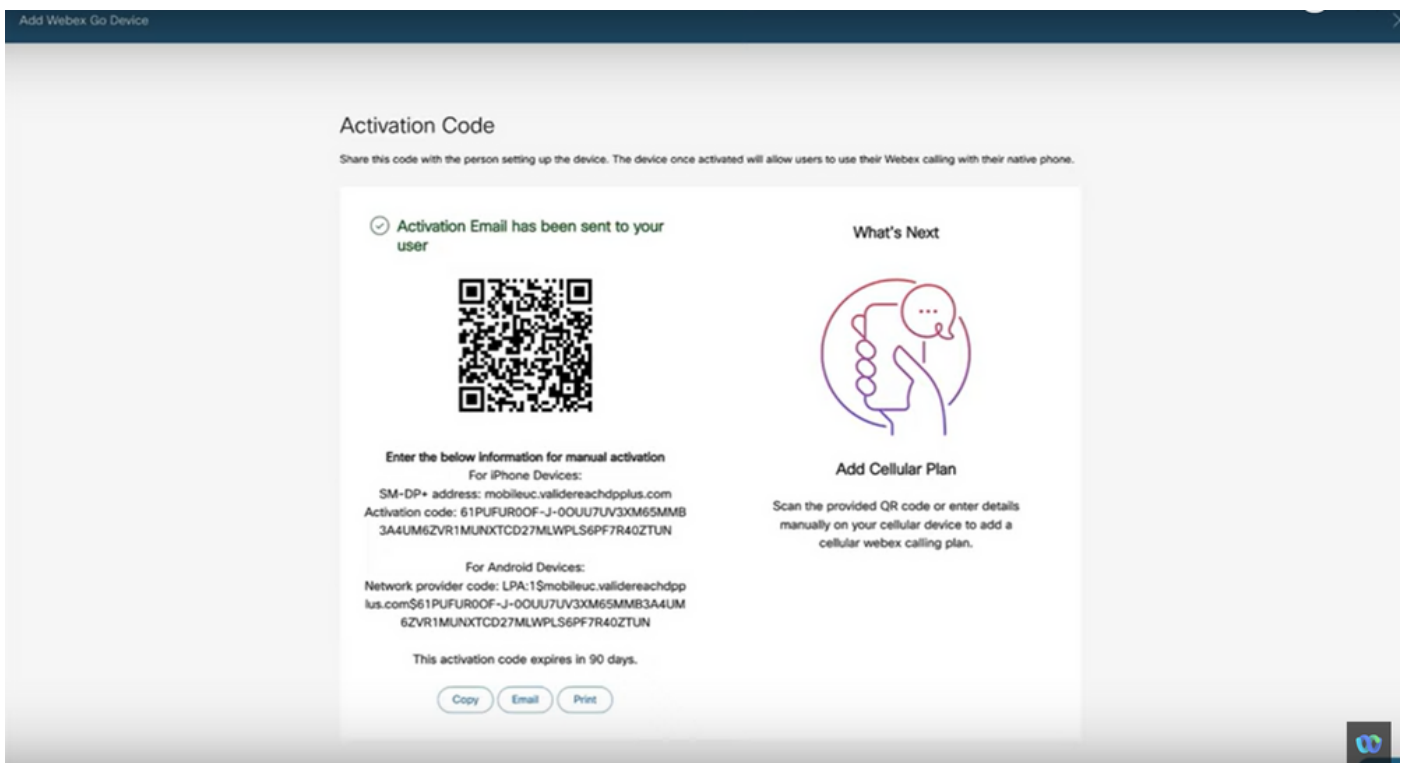 Add Webex Go Device
Activation Code
Share this code with the person setting up the device. The device once activated will allow users to use their Webex calling with their native phone.
Activation Email has been sent to your
user
Enter the below information for manual activation
For iPhone Devices:
SM-DP+ address: mobileuc.validereachdpplus.com
Activation code: 61PUFUR0OF-J-0OUU7UV3XM65MMB
3A4UM6ZVR1MUNXTCD27MLWPLS6PF7R40ZTUN
For Android Devices:
Network provider code: LPA:1$mobileuc.validereachdpp
lus.com$61PUFUR0OF-J-0OUU7UV3XM65MMB3A4UM
6ZVR1MUNXTCD27MLWPLS6PF7R40ZTUN
This activation code expires in 90 days.
Copy
Email
Print
What's Next
Add Cellular Plan
Scan the provided QR code or enter details
manually on your cellular device to add a
cellular webex calling plan.